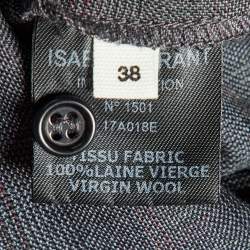 38
N° 1501
17A018E
TISSU FABRIC
100%LAINE VIERGE
VIRGIN WOOL